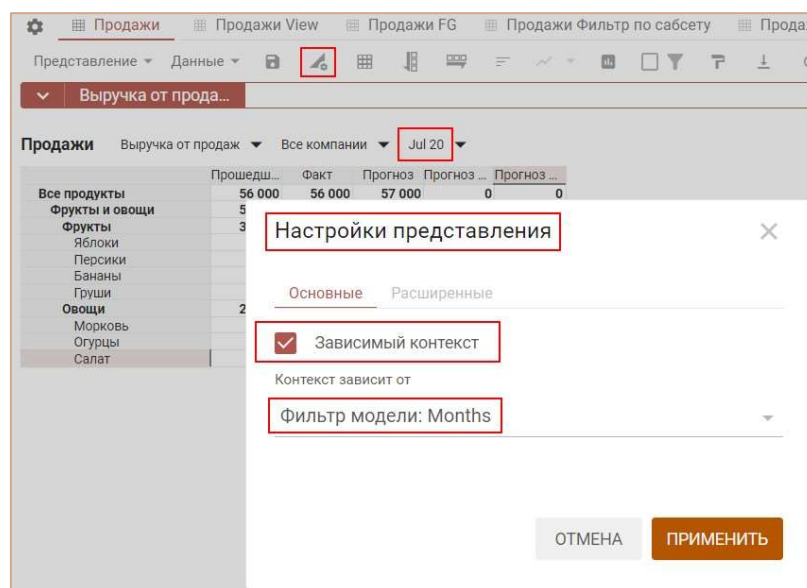 Продажи Продажи View Продажи FG Продажи Фильтр по сабсету Прода
Представление Данные
Выручка от прода...
Продажи Выручка от продаж Все компании Jul 20
Прошедш... Факт Прогноз Прогноз ... Прогноз ...
Все продукты 56 000 56 000 57 000 0 0
Фрукты и овощи 5
Фрукты 3
Яблоки
Персики
Бананы
Груши
Овощи 2
Морковь
Огурцы
Салат
Настройки представления
Основные Расширенные
Зависимый контекст
Контекст зависит от
Фильтр модели: Months
ОТМЕНА ПРИМЕНИТЬ